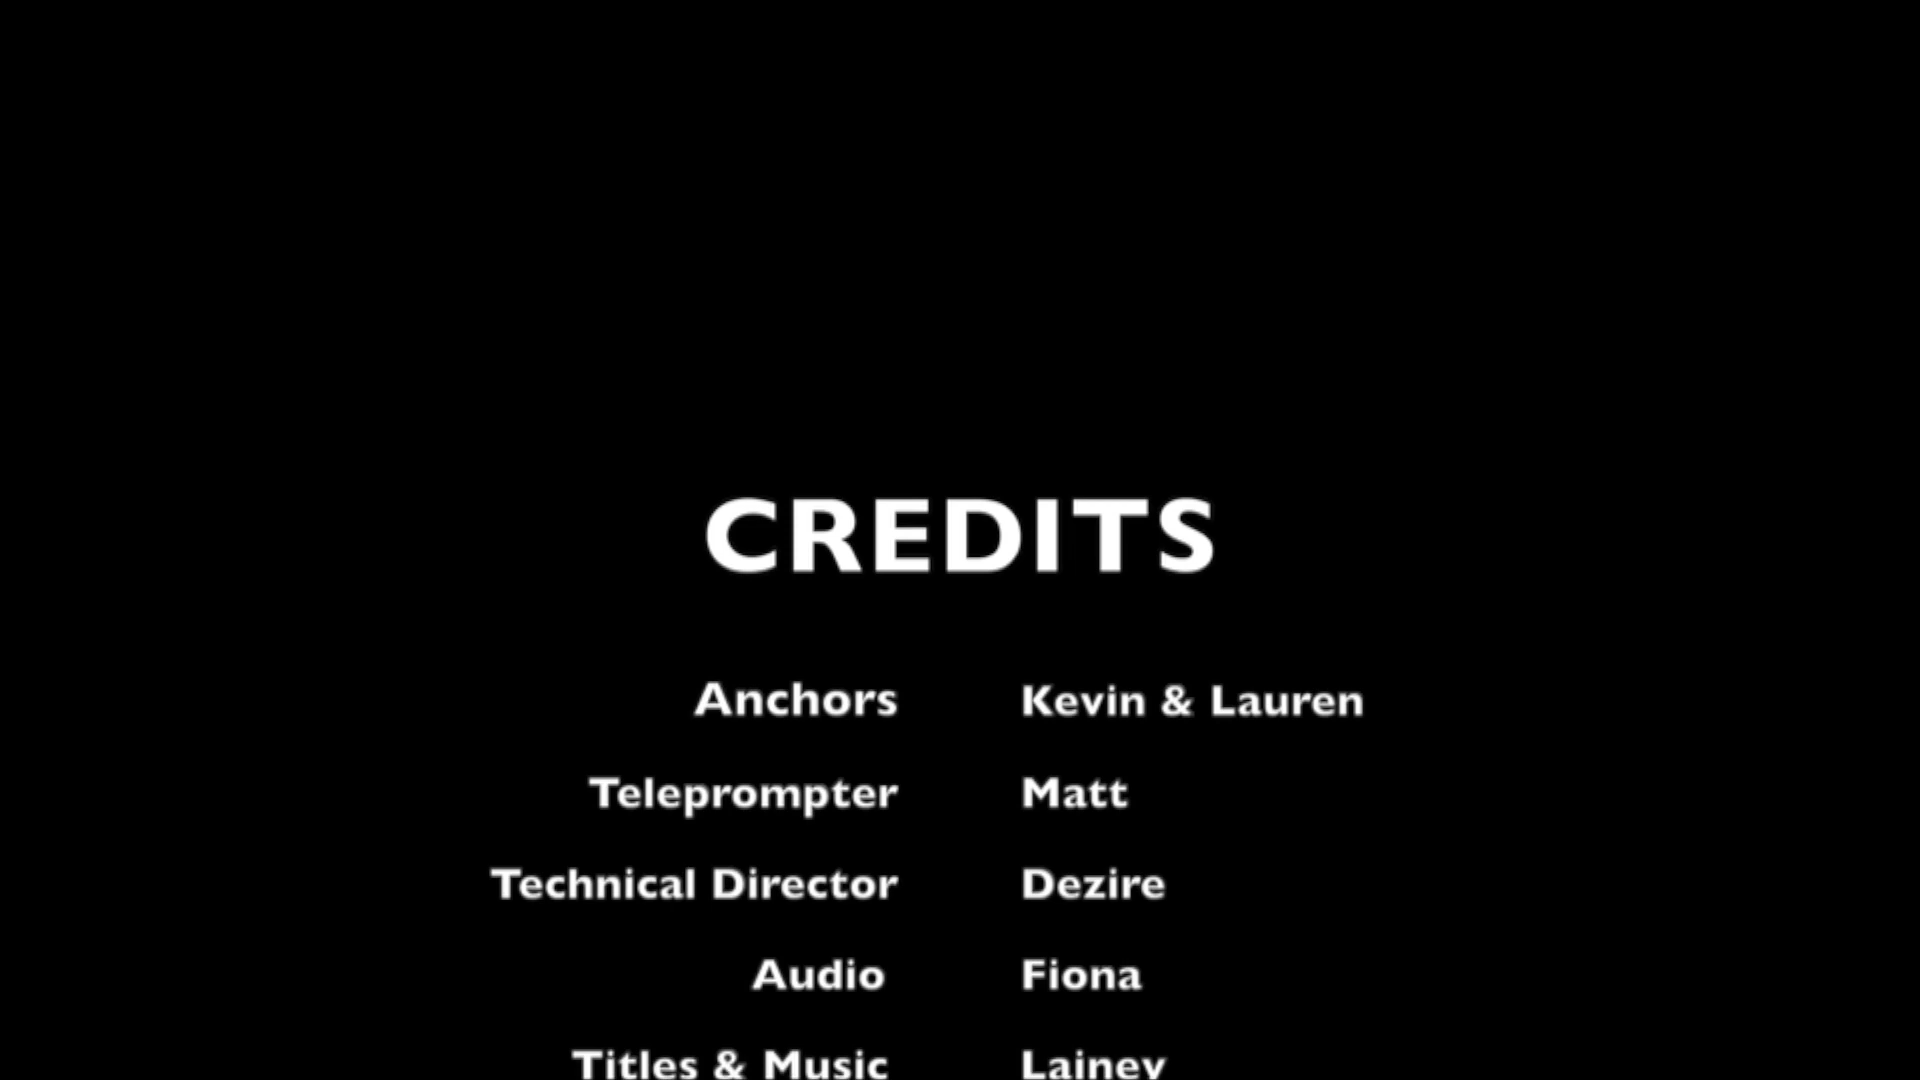 CREDITS
Anchors Kevin & Lauren
Teleprompter Matt
Technical Director Dezire
Audio Fiona
Titles & Music Lainey